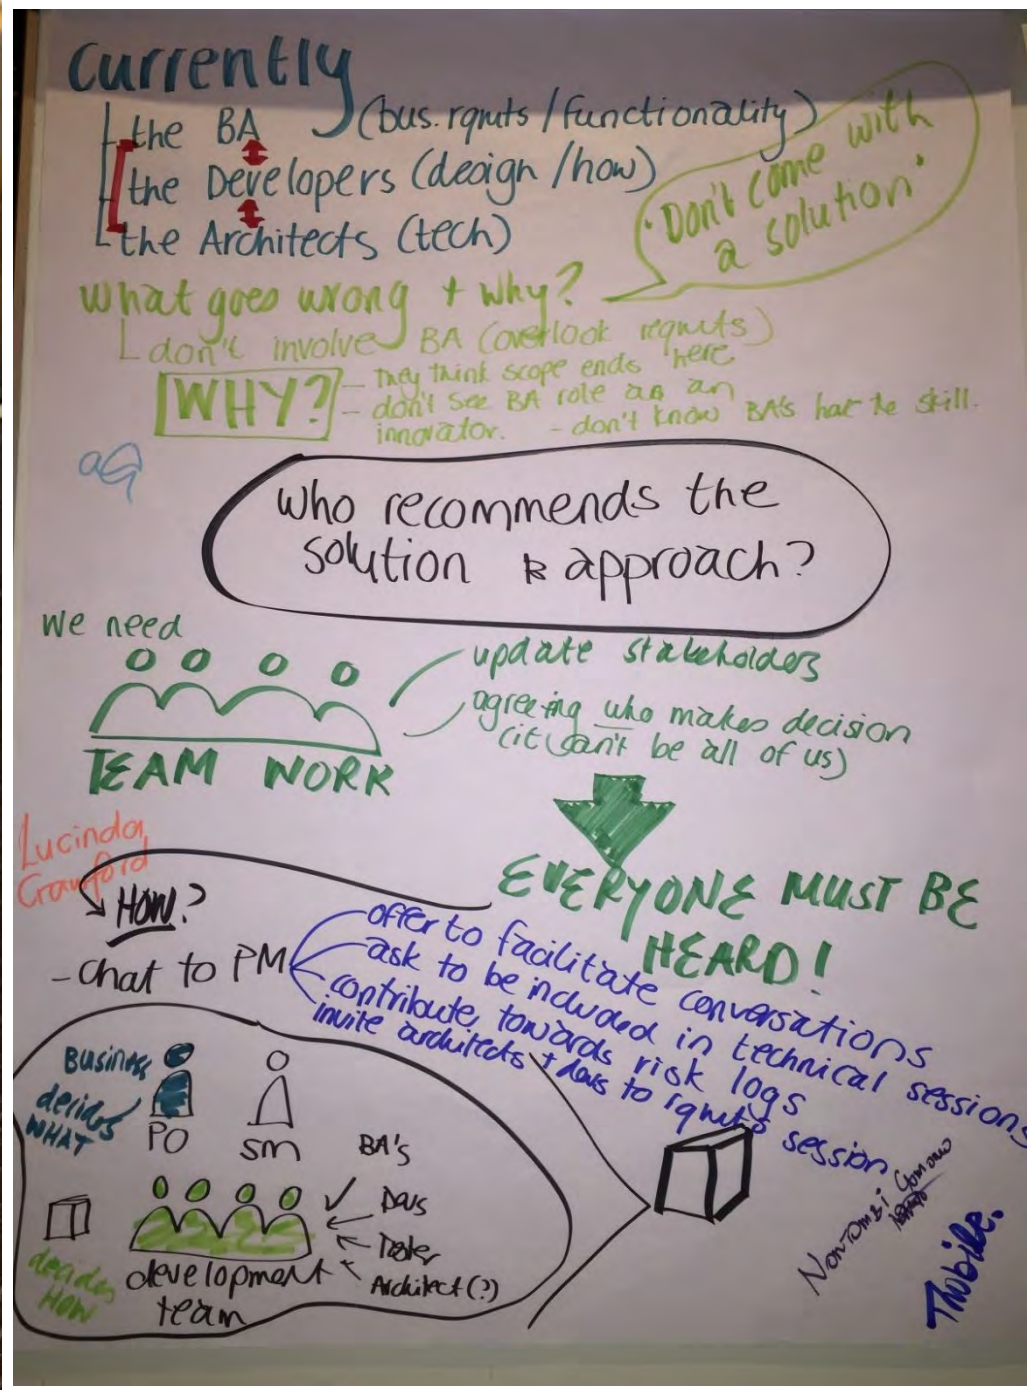 Currently
the BA (bus. rqmts / functionality)
the Developers (design / how)
the Architects (tech)
"Don't come with
a solution"
What goes wrong + why?
don't involve BA (overlook rqmts)
WHY?
- They think scope ends here
- don't see BA role as an
innovator. - don't know BA's hat te skill.
Who recommends the
solution & approach?
we need
TEAM WORK
update stakeholders
agreeing who makes decision
(it can't be all of us)
EVERYONE MUST BE
HEARD!
Lucinda
Crawford
HOW?
- chat to PM
offer to facilitate conversations
ask to be included in technical sessions
contribute towards risk logs
invite architects + devs to rqmts session
Business
decides
WHAT
PO
SM
BA's
Devs
Tester
Architect (?)
decides
HOW
development
team
Nontombi
Thobile.